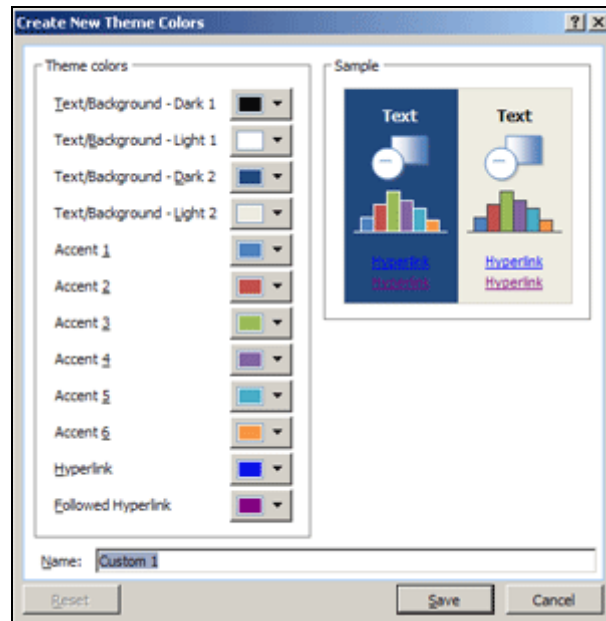 Create New Theme Colors
Theme colors
Text/Background - Dark 1
Text/Background - Light 1
Text/Background - Dark 2
Text/Background - Light 2
Accent 1
Accent 2
Accent 3
Accent 4
Accent 5
Accent 6
Hyperlink
Followed Hyperlink
Sample
Text Text
Hyperlink Hyperlink
Hyperlink Hyperlink
Name: Custom 1
Reset Save Cancel